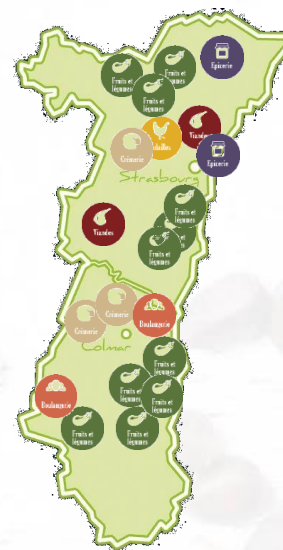 Fruits et
légumes
Fruits et
légumes
Epicerie
Fruits et
légumes
Viandes
Crèmerie
Epicerie
Strasbourg
Fruits et
légumes
Viandes
Fruits et
légumes
Crèmerie
Crèmerie
Boulangerie
Colmar
Fruits et
légumes
Fruits et
légumes
Fruits et
légumes
Boulangerie
Fruits et
légumes
Fruits et
légumes